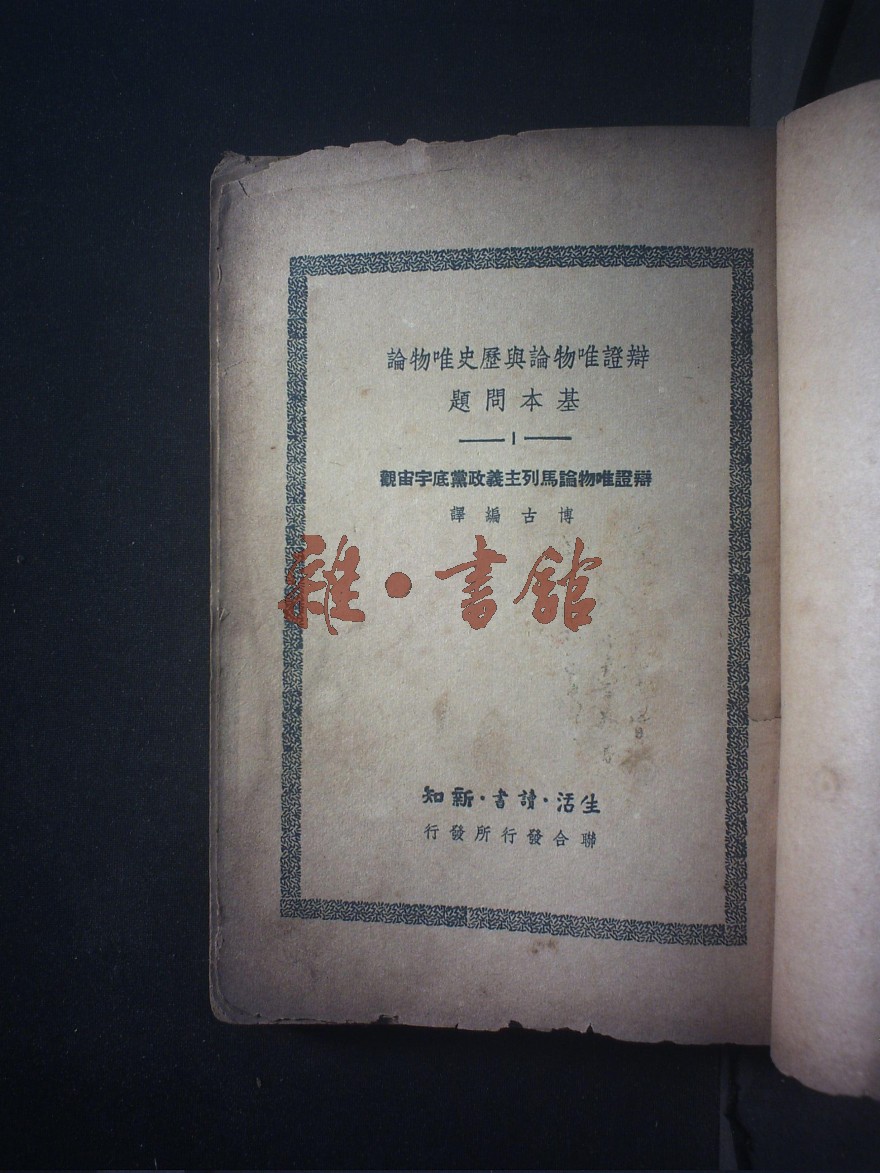 辯證唯物論與歷史唯物論
基本問題
I
辯證唯物論馬列主義政黨底宇宙觀
博古編譯
雜·書館
生活·讀書·新知
聯合發行所發行